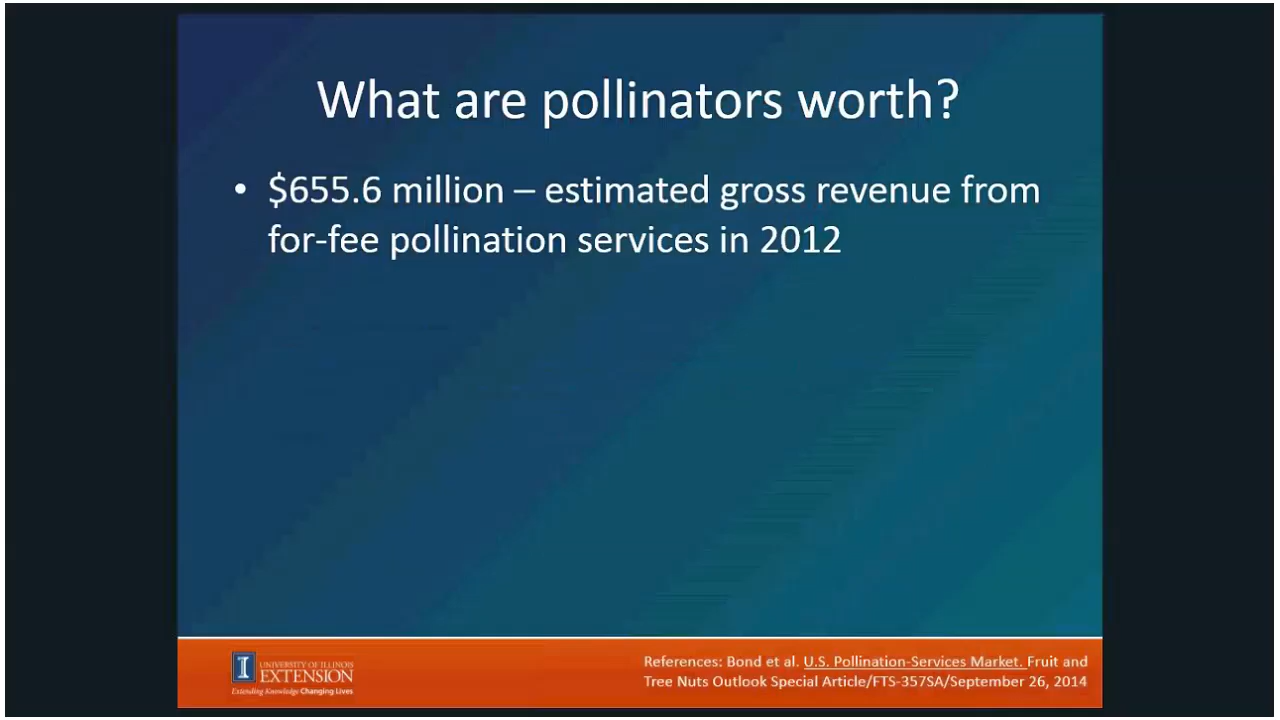 What are pollinators worth?
• $655.6 million – estimated gross revenue from
for-fee pollination services in 2012
I
UNIVERSITY OF ILLINOIS
EXTENSION
Extending Knowledge Changing Lives
References: Bond et al. U.S. Pollination-Services Market. Fruit and
Tree Nuts Outlook Special Article/FTS-357SA/September 26, 2014